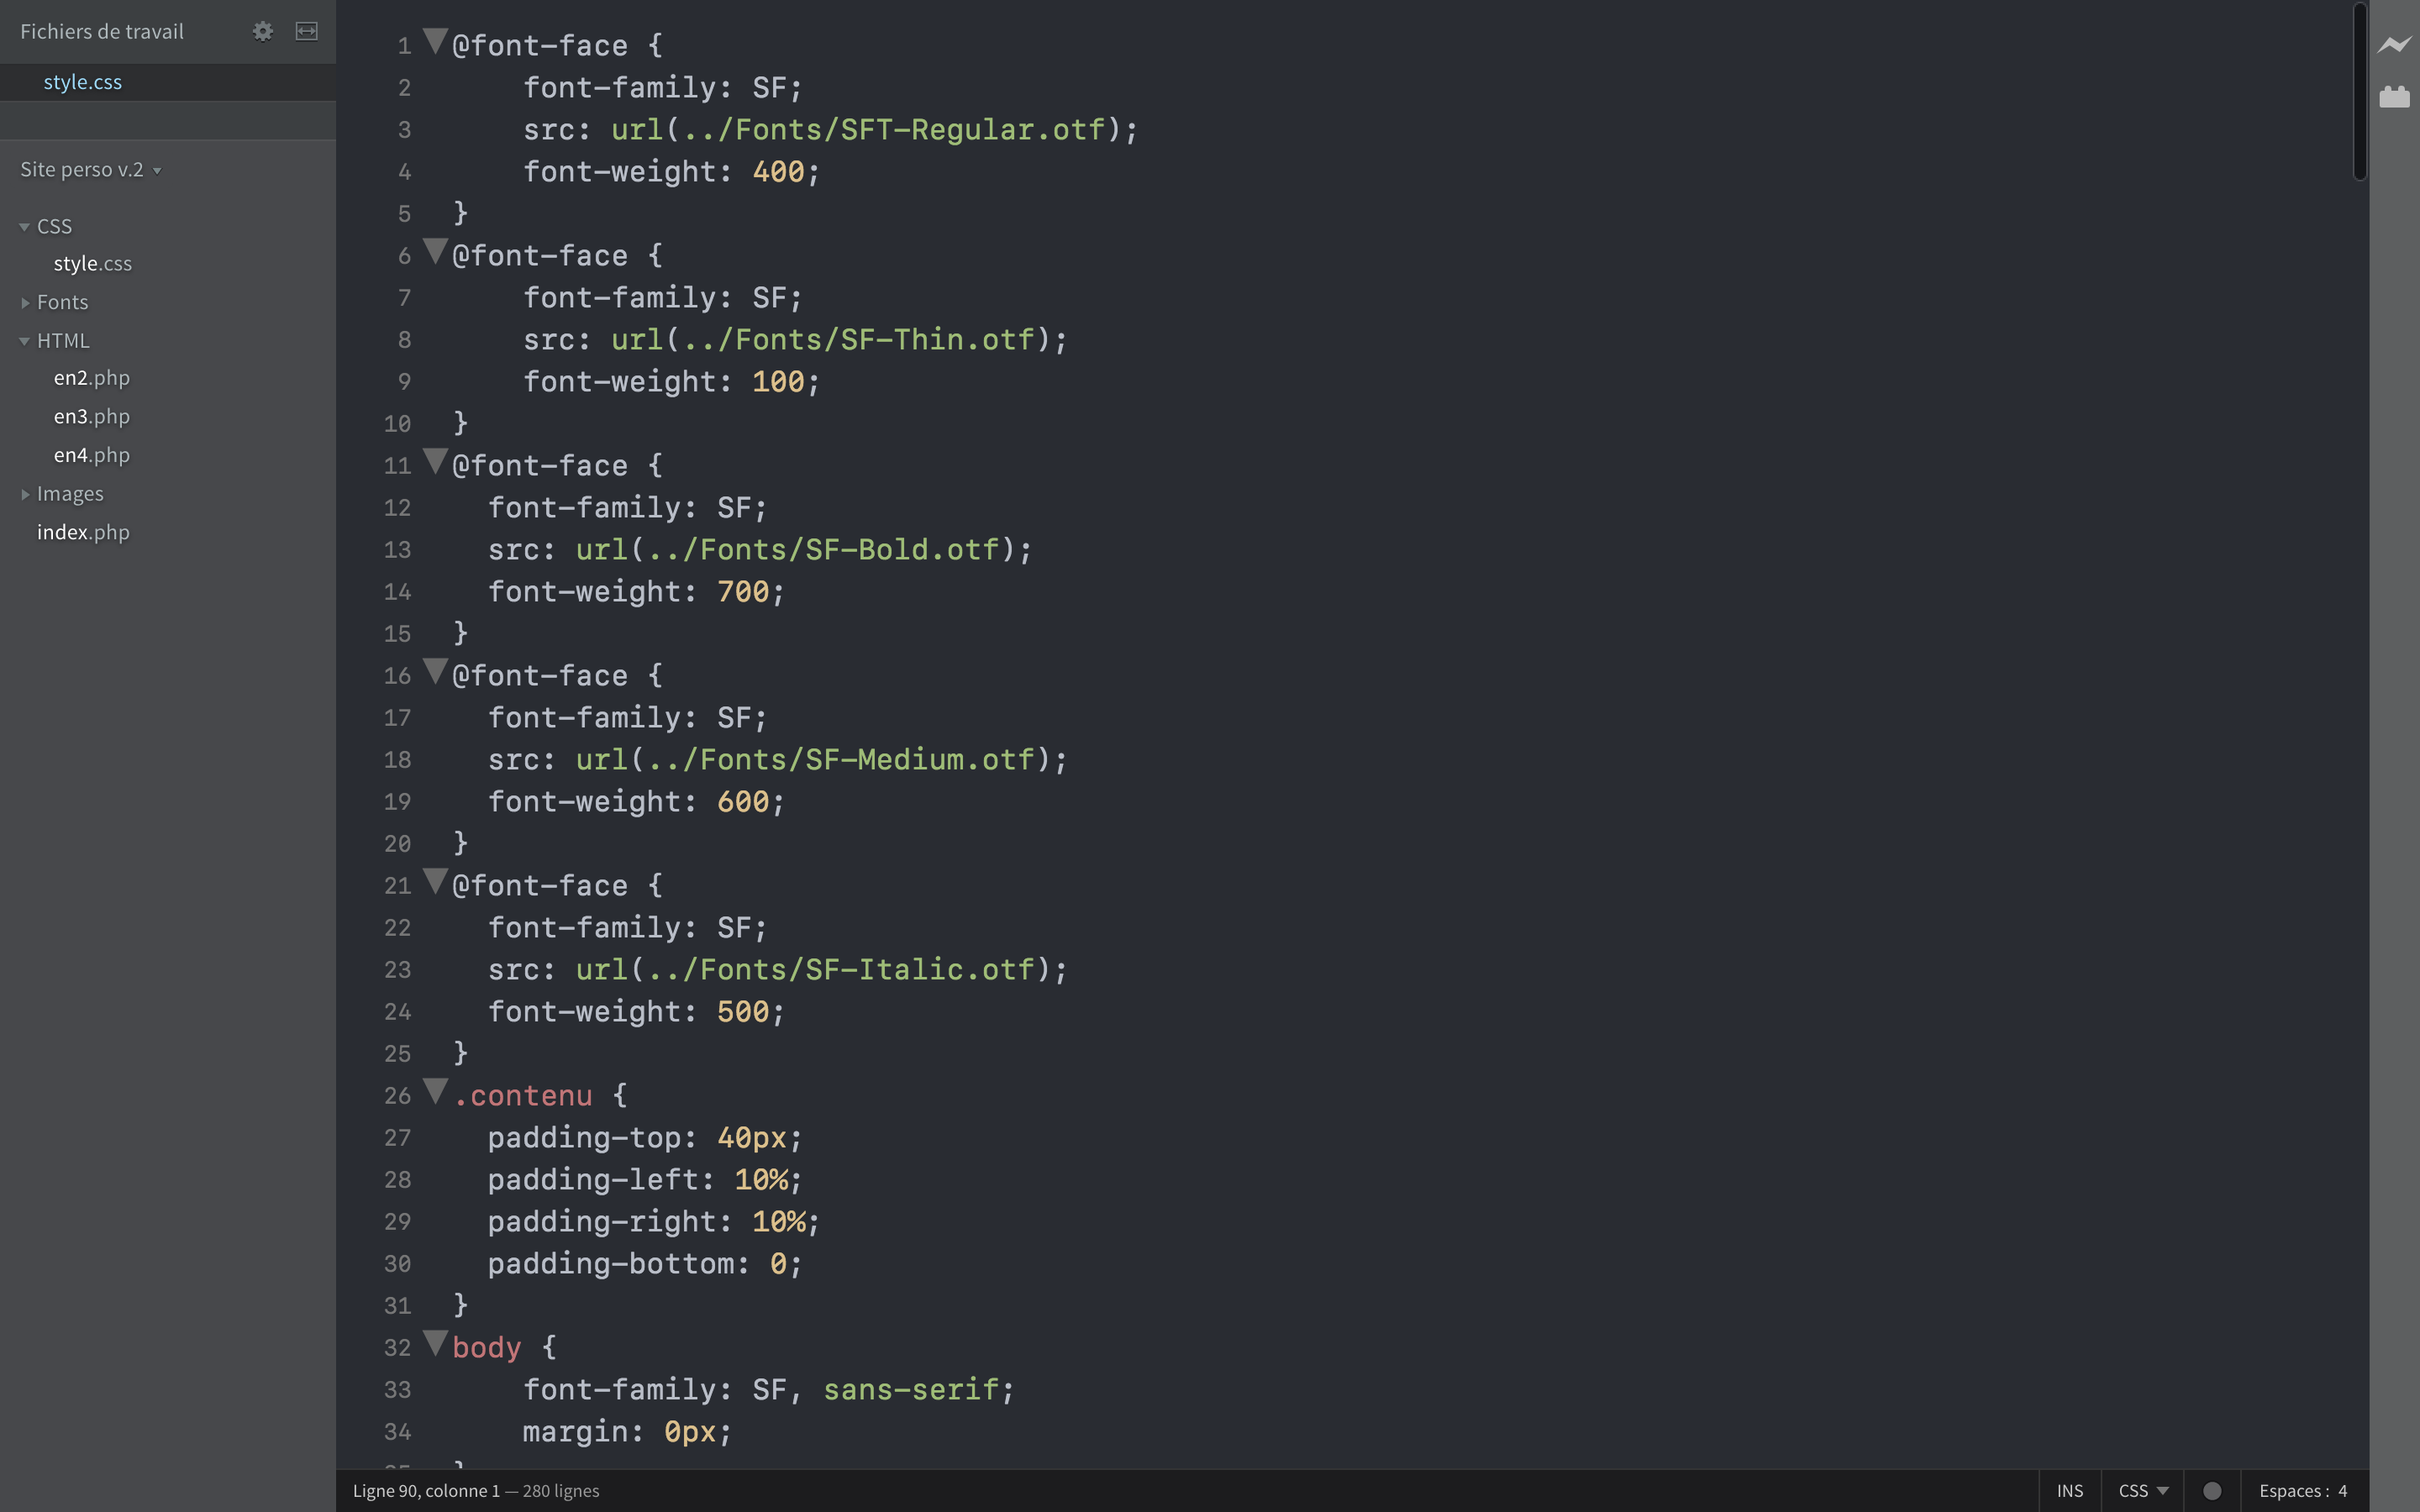 Fichiers de travail
style.css
Site perso v.2
CSS
style.css
Fonts
HTML
en2.php
en3.php
en4.php
Images
index.php
1 @font-face {
2 font-family: SF;
3 src: url(../Fonts/SFT-Regular.otf);
4 font-weight: 400;
5 }
6 @font-face {
7 font-family: SF;
8 src: url(../Fonts/SF-Thin.otf);
9 font-weight: 100;
10 }
11 @font-face {
12 font-family: SF;
13 src: url(../Fonts/SF-Bold.otf);
14 font-weight: 700;
15 }
16 @font-face {
17 font-family: SF;
18 src: url(../Fonts/SF-Medium.otf);
19 font-weight: 600;
20 }
21 @font-face {
22 font-family: SF;
23 src: url(../Fonts/SF-Italic.otf);
24 font-weight: 500;
25 }
26 .contenu {
27 padding-top: 40px;
28 padding-left: 10%;
29 padding-right: 10%;
30 padding-bottom: 0;
31 }
32 body {
33 font-family: SF, sans-serif;
34 margin: 0px;
Ligne 90, colonne 1 — 280 lignes
INS
CSS
Espaces : 4